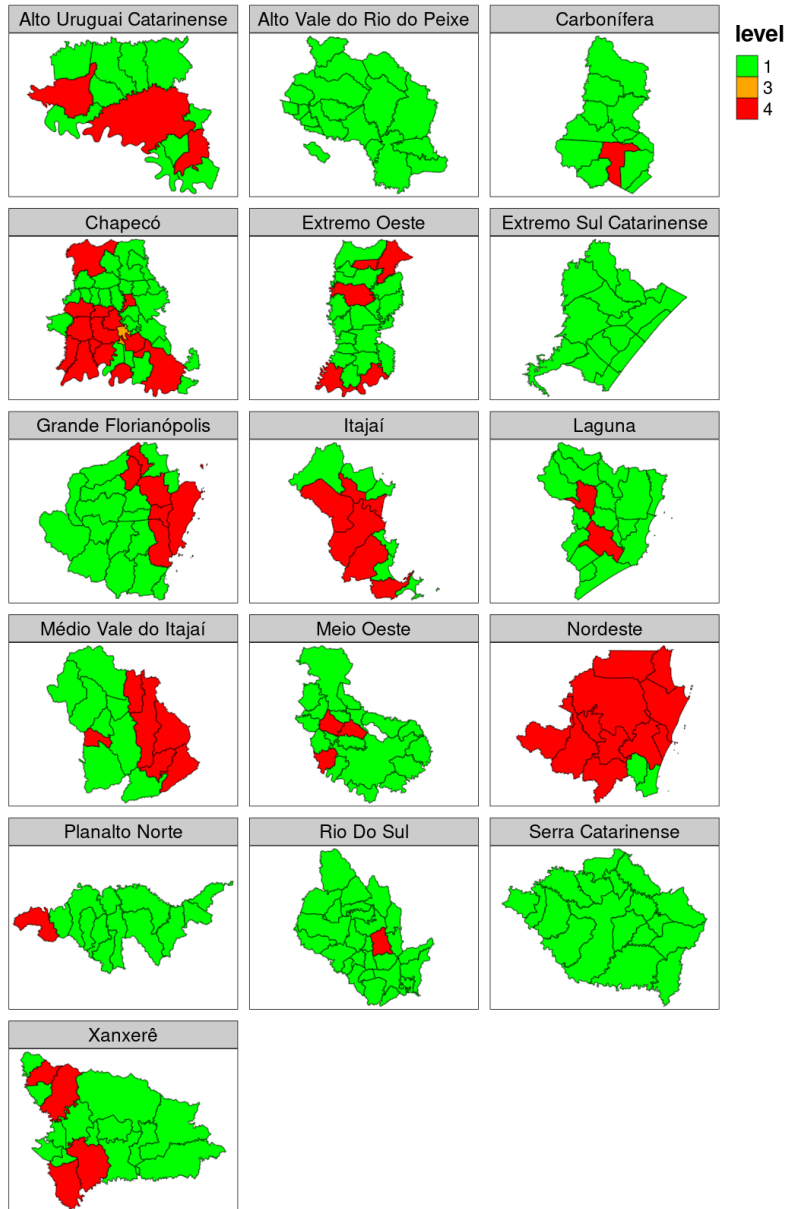 Alto Uruguai Catarinense
Alto Vale do Rio do Peixe
Carbonífera
level
1
3
4
Chapecó
Extremo Oeste
Extremo Sul Catarinense
Grande Florianópolis
Itajaí
Laguna
Médio Vale do Itajaí
Meio Oeste
Nordeste
Planalto Norte
Rio Do Sul
Serra Catarinense
Xanxerê